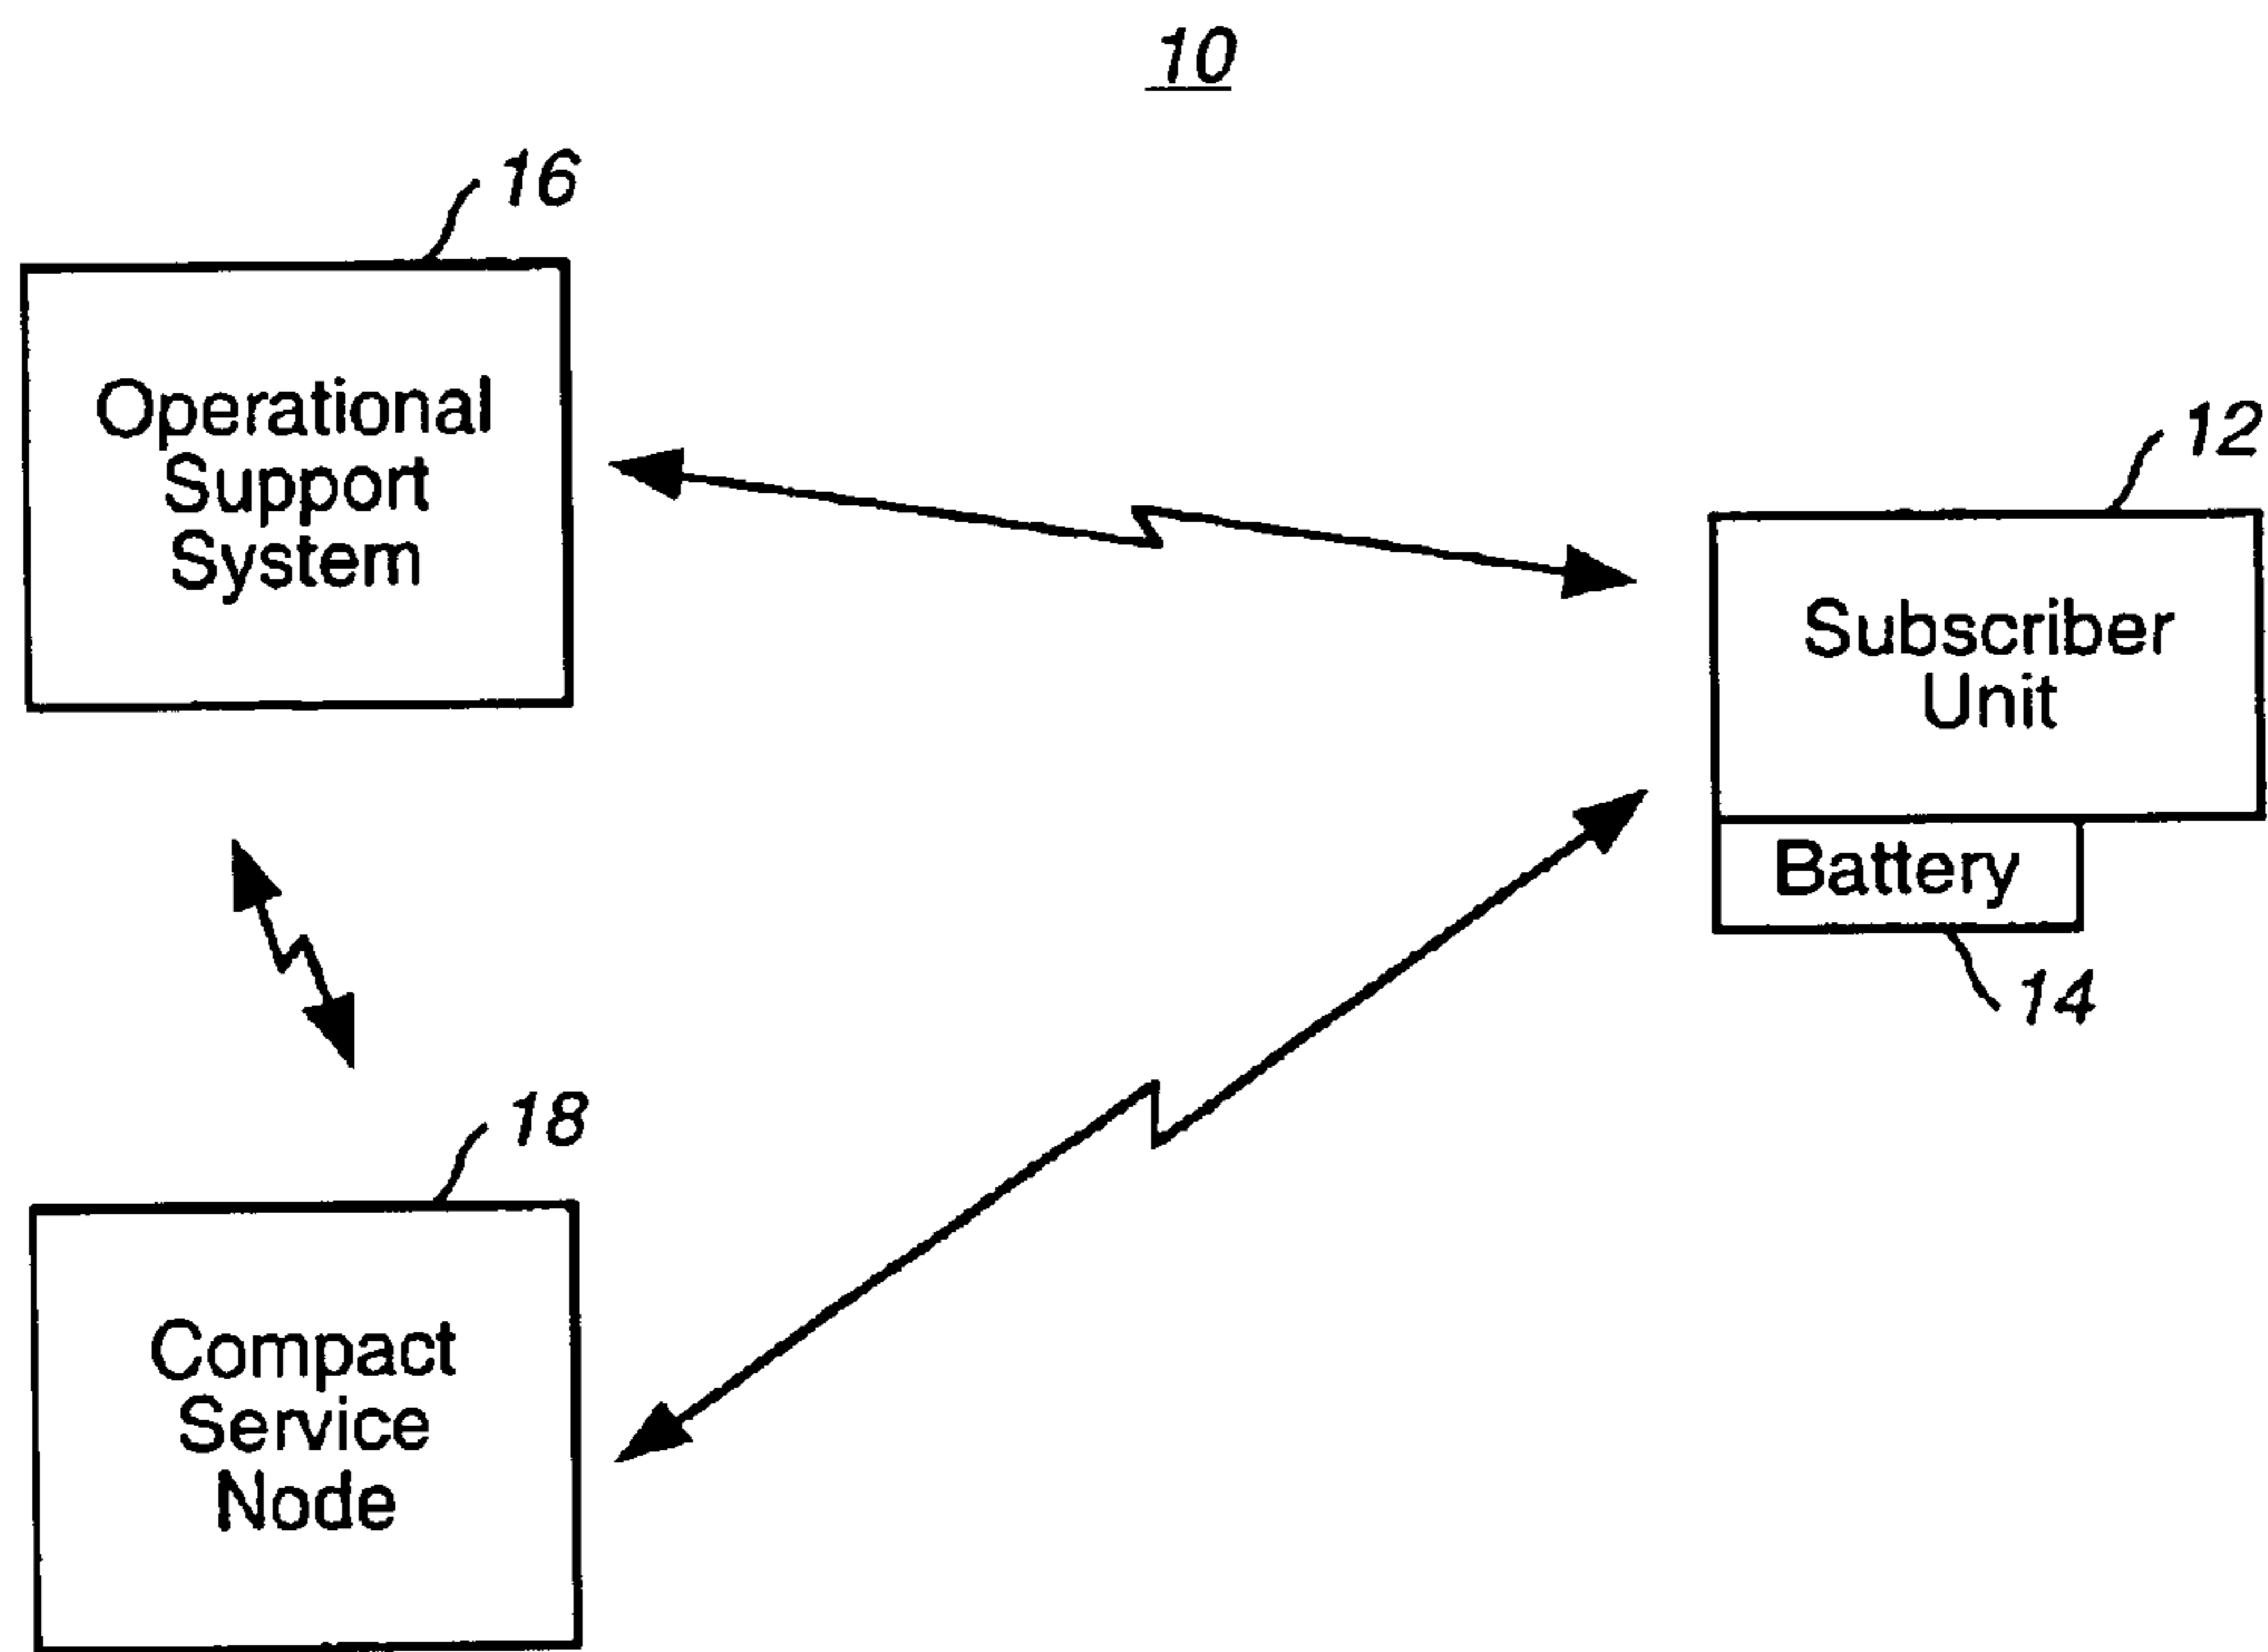 10
16
Operational
Support
System
12
Subscriber
Unit
Battery
14
18
Compact
Service
Node